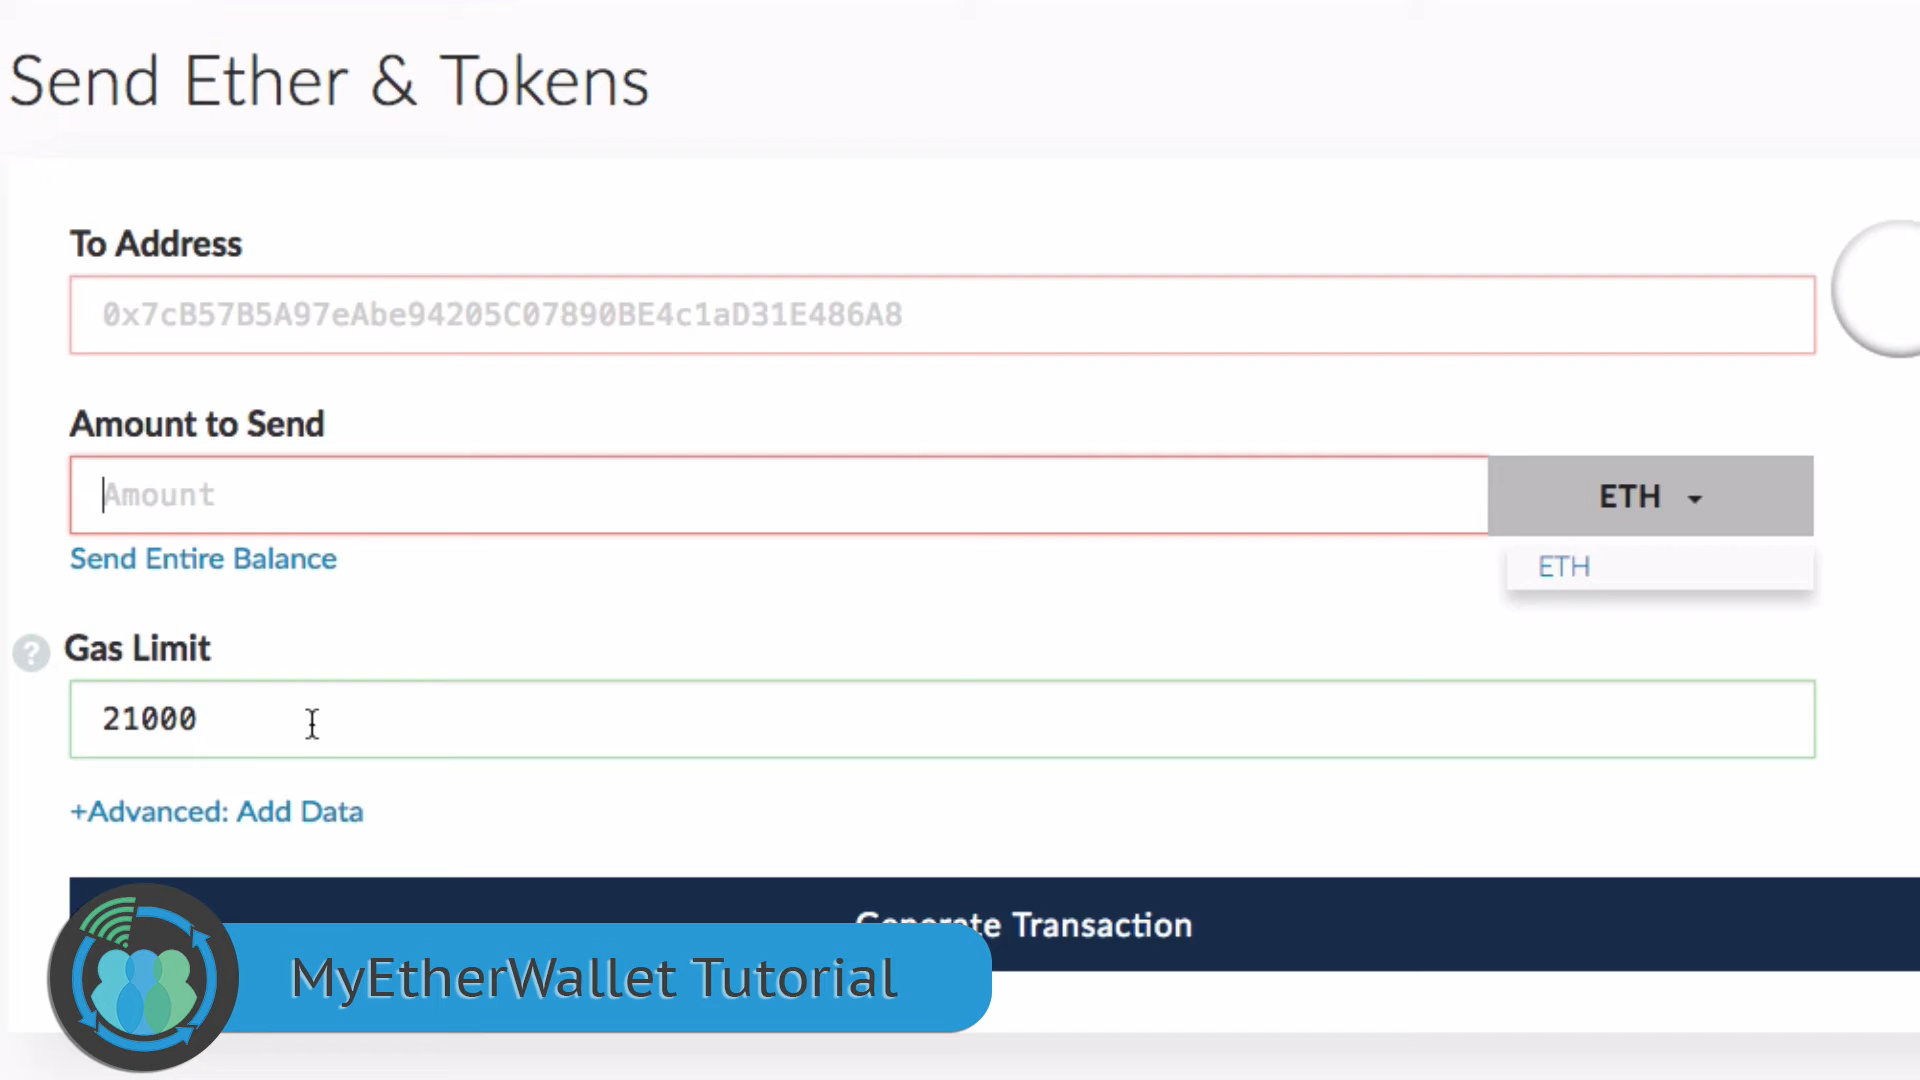 Send Ether & Tokens
To Address
0x7cB57B5A97eAbe94205C07890BE4c1aD31E486A8
Amount to Send
Amount
ETH
Send Entire Balance
ETH
? Gas Limit
21000
+Advanced: Add Data
Generate Transaction
MyEtherWallet Tutorial